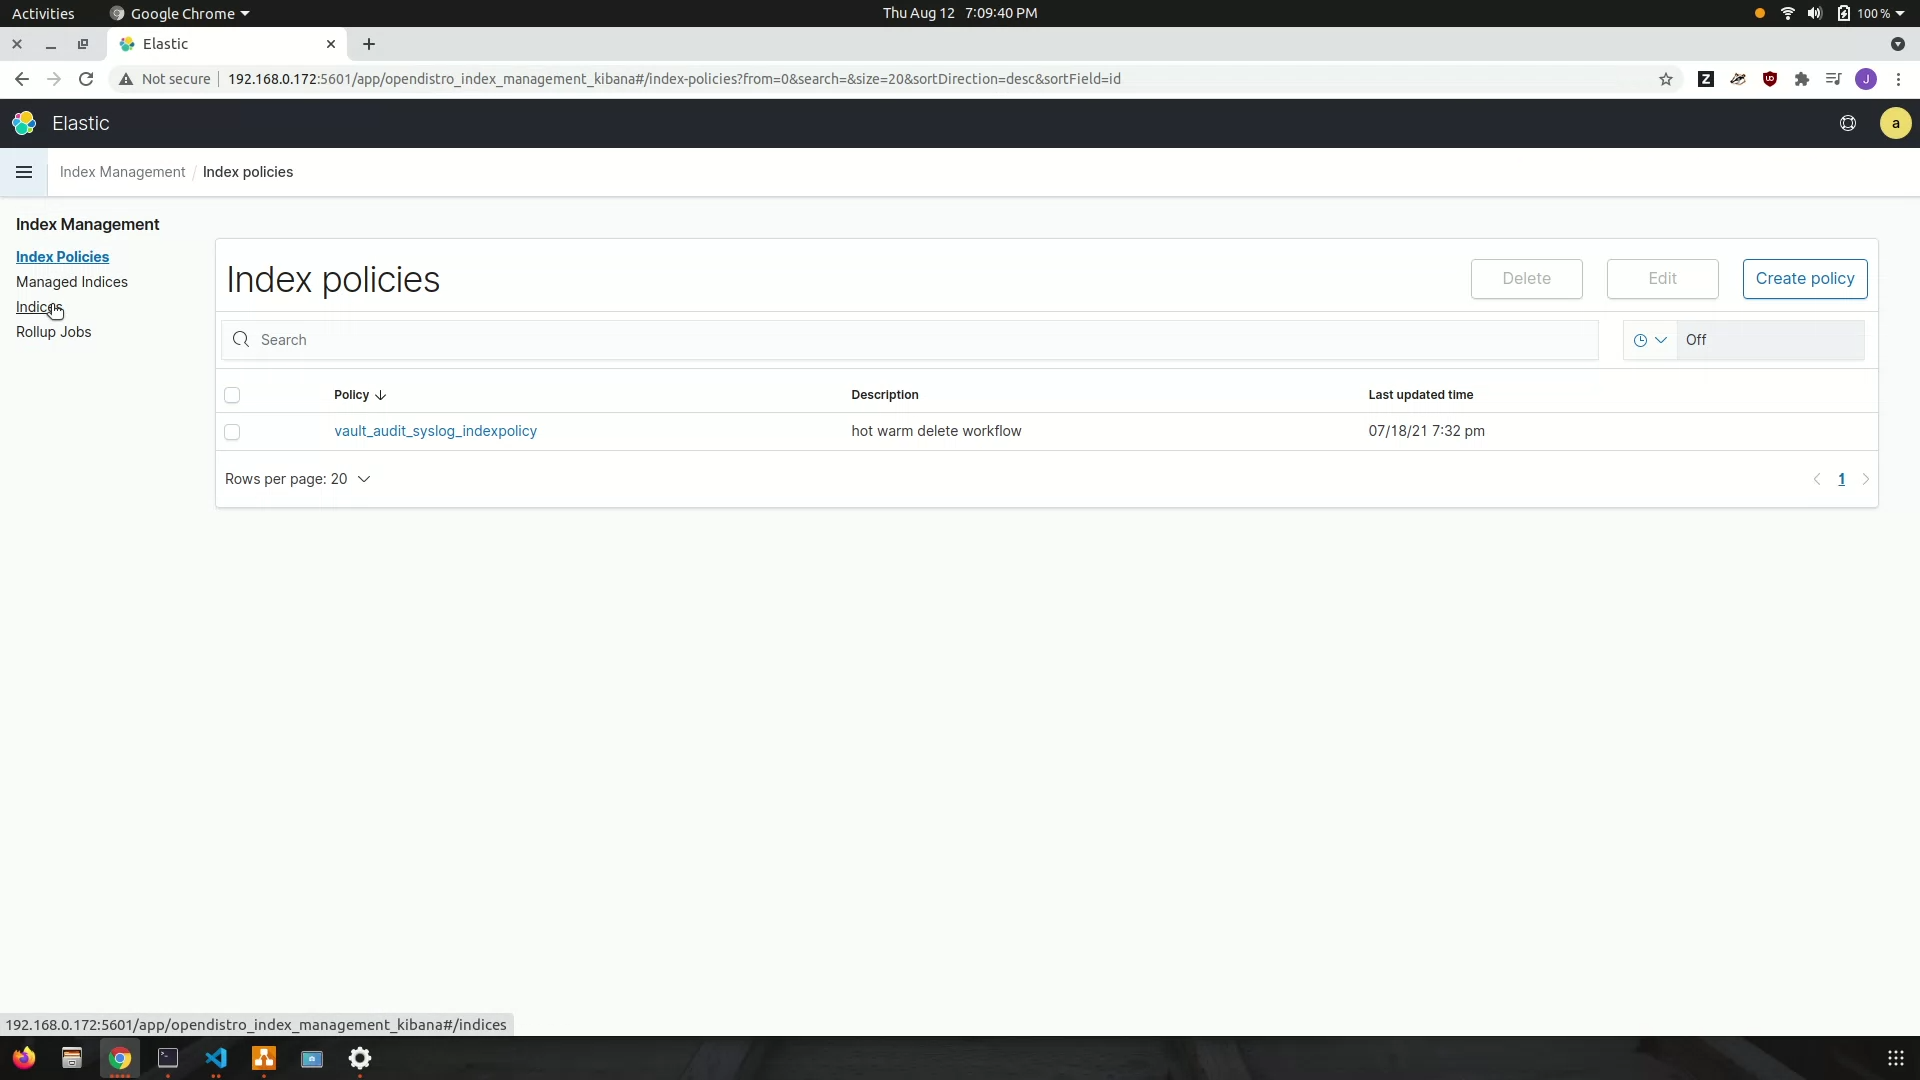 Activities
Google Chrome
Thu Aug 12 7:09:40 PM
100 %
Elastic
Not secure
192.168.0.172:5601/app/opendistro_index_management_kibana#/index-policies?from=0&search=&size=20&sortDirection=desc&sortField=id
Z
UO
J
Elastic
a
Index Management / Index policies
Index Management
Index Policies
Managed Indices
Indices
Rollup Jobs
Index policies
Delete
Edit
Create policy
Search
Off
Policy
Description
Last updated time
vault_audit_syslog_indexpolicy
hot warm delete workflow
07/18/21 7:32 pm
Rows per page: 20
1
192.168.0.172:5601/app/opendistro_index_management_kibana#/indices